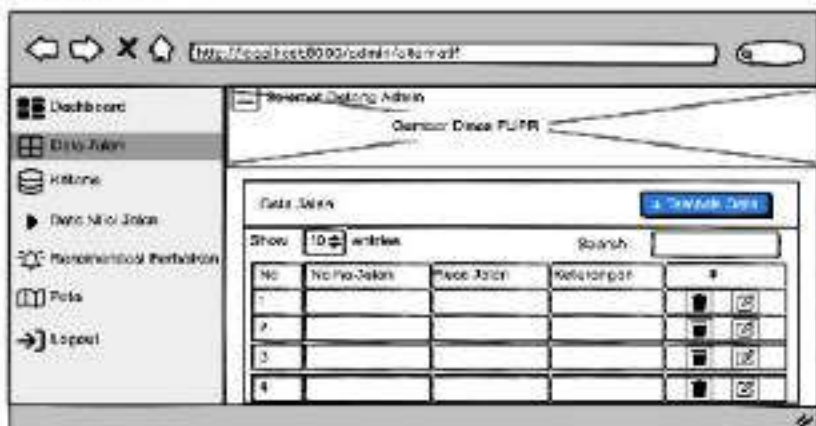 http://localhost:8000/admin/alternatif
Dashboard
Data Jalan
Kriteria
Data Nilai Jalan
Rekomendasi Perbaikan
Peta
Logout
Selamat Datang Admin
Gambar Dinas PUPR
Data Jalan
+ Tambah Data
Show 10 entries Search
No Nama Jalan Ruas Jalan Keterangan #
1
2
3
4